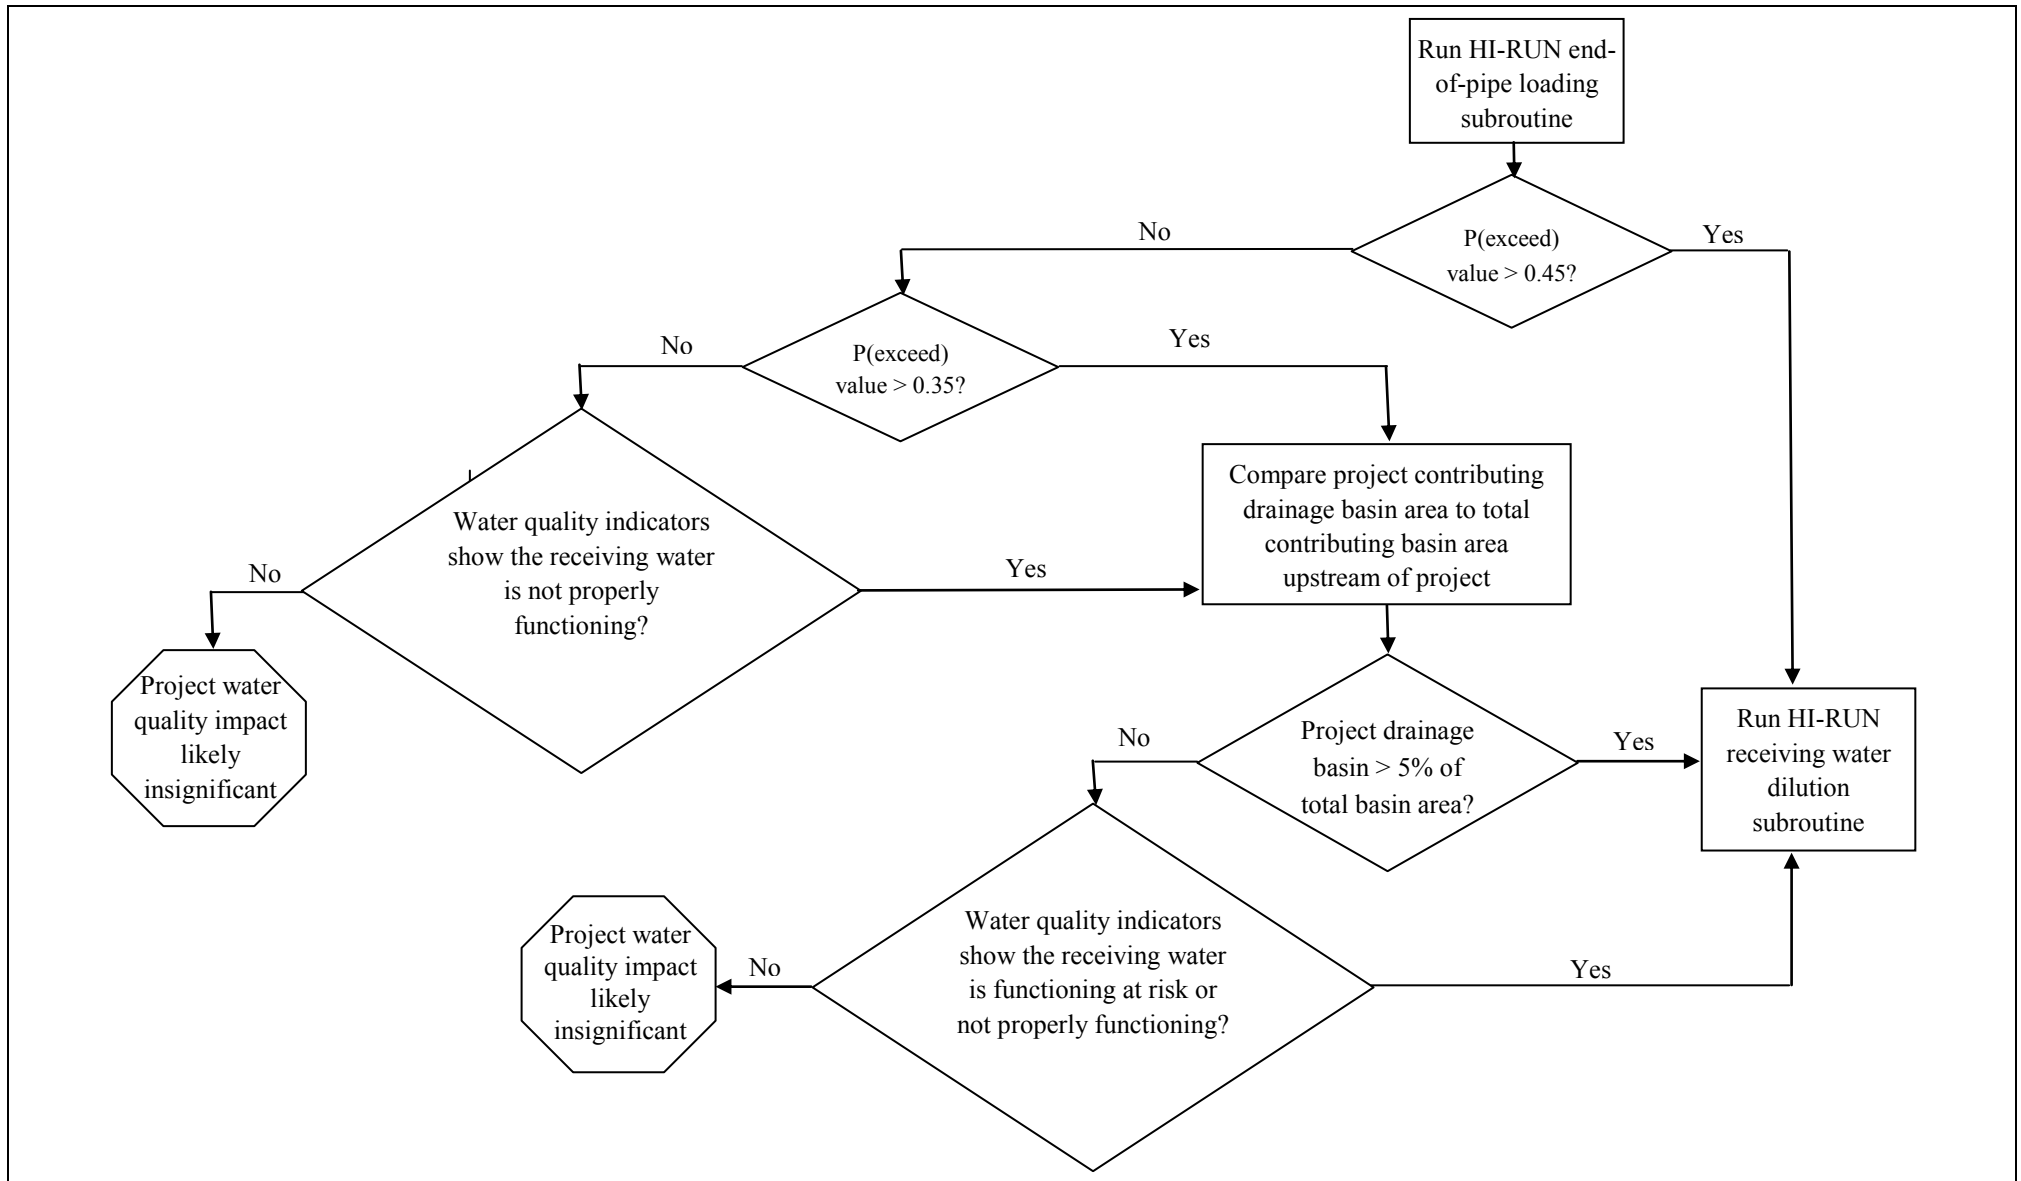 Run HI-RUN end-
of-pipe loading
subroutine
No
Yes
P(exceed)
value > 0.45?
No
Yes
P(exceed)
value > 0.35?
Compare project contributing
drainage basin area to total
contributing basin area
upstream of project
Water quality indicators
show the receiving water
is not properly
functioning?
No
Yes
Project water
quality impact
likely
insignificant
Project drainage
basin > 5% of
total basin area?
No
Yes
Run HI-RUN
receiving water
dilution
subroutine
Water quality indicators
show the receiving water
is functioning at risk or
not properly functioning?
No
Yes
Project water
quality impact
likely
insignificant